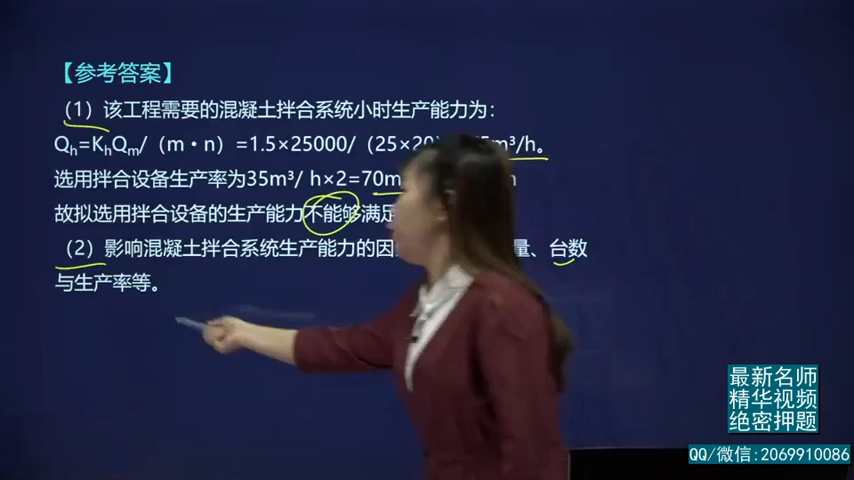 【参考答案】
（1）该工程需要的混凝土拌合系统小时生产能力为：
Qh=KhQm/（m·n）=1.5×25000/（25×20 5m³/h。
选用拌合设备生产率为35m³/ h×2=70m
故拟选用拌合设备的生产能力不能够满足
（2）影响混凝土拌合系统生产能力的因 量、台数
与生产率等。
最新名师
精华视频
绝密押题
QQ/微信:2069910086